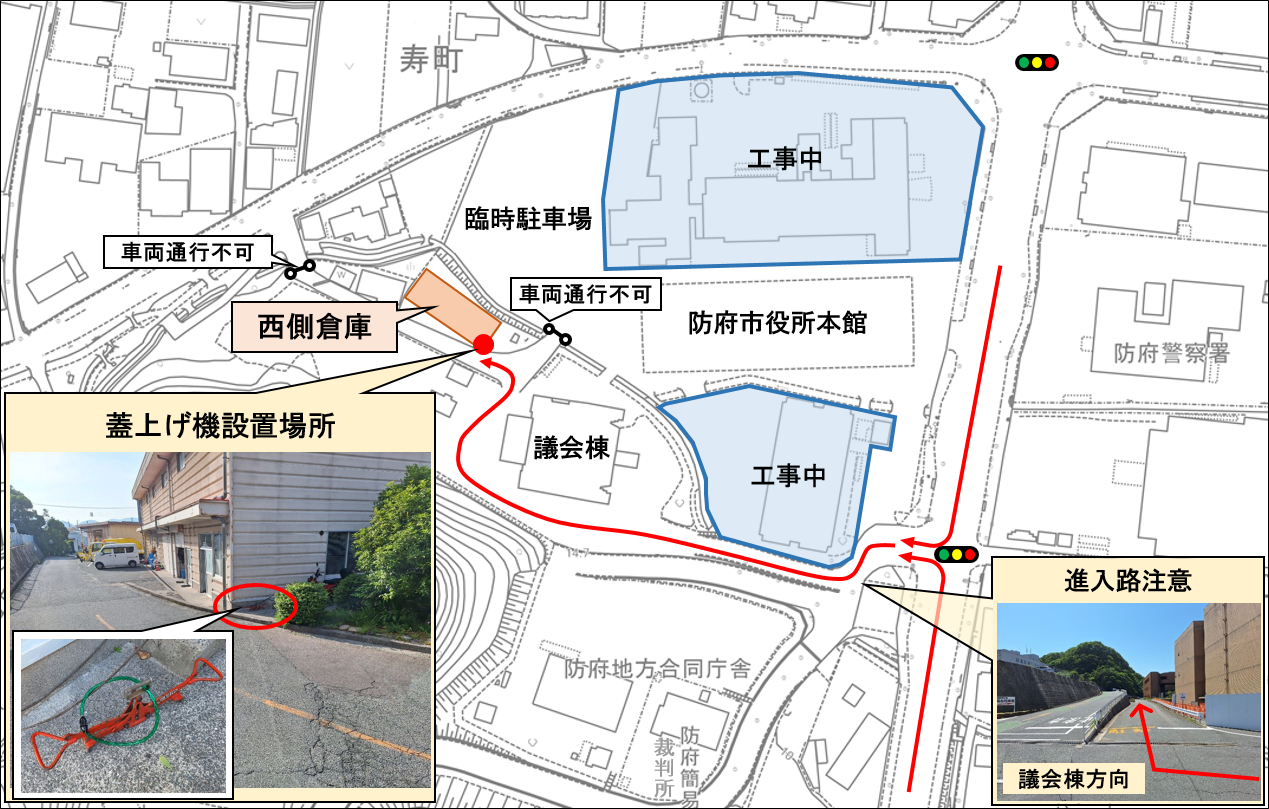 寿町
工事中
臨時駐車場
車両通行不可
車両通行不可
西側倉庫
防府市役所本館
防府警察署
蓋上げ機設置場所
議会棟
工事中
14.7
進入路注意
防府地方合同庁舎
防府簡易
裁判所
議会棟方向